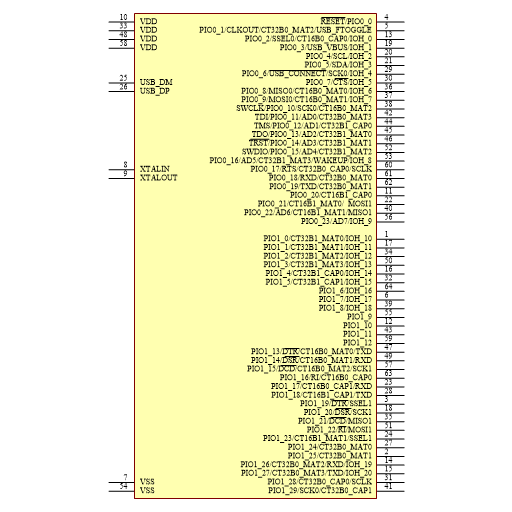 10 VDD RESET/PIO0_0 4
33 VDD PIO0_1/CLKOUT/CT32B0_MAT2/USB_FTOGGLE 5
48 VDD PIO0_2/SSEL0/CT16B0_CAP0/IOH_0 13
58 VDD PIO0_3/USB_VBUS/IOH_1 19
PIO0_4/SCL/IOH_2 20
PIO0_5/SDA/IOH_3 21
PIO0_6/USB_CONNECT/SCK0/IOH_4 29
25 USB_DM PIO0_7/CTS/IOH_5 30
26 USB_DP PIO0_8/MISO0/CT16B0_MAT0/IOH_6 36
PIO0_9/MOSI0/CT16B0_MAT1/IOH_7 37
SWCLK/PIO0_10/SCK0/CT16B0_MAT2 38
TDI/PIO0_11/AD0/CT32B0_MAT3 42
TMS/PIO0_12/AD1/CT32B1_CAP0 44
TDO/PIO0_13/AD2/CT32B1_MAT0 45
TRST/PIO0_14/AD3/CT32B1_MAT1 46
SWDIO/PIO0_15/AD4/CT32B1_MAT2 52
PIO0_16/AD5/CT32B1_MAT3/WAKEUP/IOH_8 53
8 XTALIN PIO0_17/RTS/CT32B0_CAP0/SCLK 60
9 XTALOUT PIO0_18/RXD/CT32B0_MAT0 61
PIO0_19/TXD/CT32B0_MAT1 62
PIO0_20/CT16B1_CAP0 11
PIO0_21/CT16B1_MAT0/ MOSI1 22
PIO0_22/AD6/CT16B1_MAT1/MISO1 40
PIO0_23/AD7/IOH_9 56
PIO1_0/CT32B1_MAT0/IOH_10 1
PIO1_1/CT32B1_MAT1/IOH_11 17
PIO1_2/CT32B1_MAT2/IOH_12 34
PIO1_3/CT32B1_MAT3/IOH_13 50
PIO1_4/CT32B1_CAP0/IOH_14 16
PIO1_5/CT32B1_CAP1/IOH_15 32
PIO1_6/IOH_16 64
PIO1_7/IOH_17 6
PIO1_8/IOH_18 39
PIO1_9 55
PIO1_10 12
PIO1_11 43
PIO1_12 59
PIO1_13/DTR/CT16B0_MAT0/TXD 47
PIO1_14/DSR/CT16B0_MAT1/RXD 49
PIO1_15/DCD/CT16B0_MAT2/SCK1 57
PIO1_16/RI/CT16B0_CAP0 63
PIO1_17/CT16B0_CAP1/RXD 23
PIO1_18/CT16B1_CAP1/TXD 28
PIO1_19/DTR/SSEL1 3
PIO1_20/DSR/SCK1 18
PIO1_21/DCD/MISO1 35
PIO1_22/RI/MOSI1 51
PIO1_23/CT16B1_MAT1/SSEL1 24
PIO1_24/CT32B0_MAT0 27
PIO1_25/CT32B0_MAT1 2
PIO1_26/CT32B0_MAT2/RXD/IOH_19 14
PIO1_27/CT32B0_MAT3/TXD/IOH_20 15
7 VSS PIO1_28/CT32B0_CAP0/SCLK 31
54 VSS PIO1_29/SCK0/CT32B0_CAP1 41